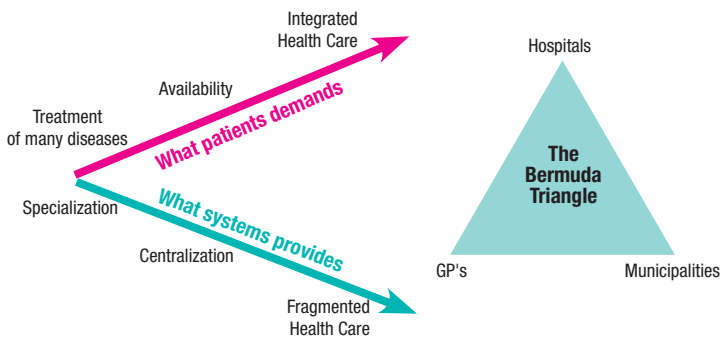 Integrated
Health Care
Availability
Treatment
of many diseases
What patients demands
Specialization
What systems provides
Centralization
Fragmented
Health Care
Hospitals
The
Bermuda
Triangle
GP's
Municipalities